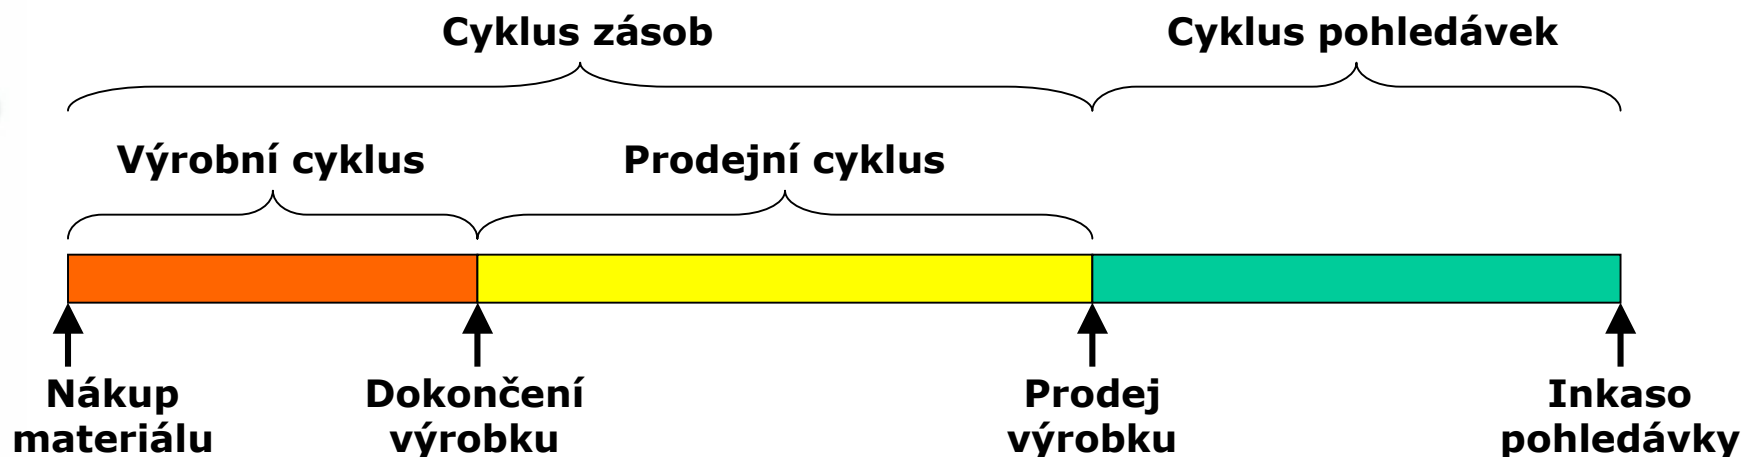 Cyklus zásob
Cyklus pohledávek
Výrobní cyklus
Prodejní cyklus
Nákup
materiálu
Dokončení
výrobku
Prodej
výrobku
Inkaso
pohledávky